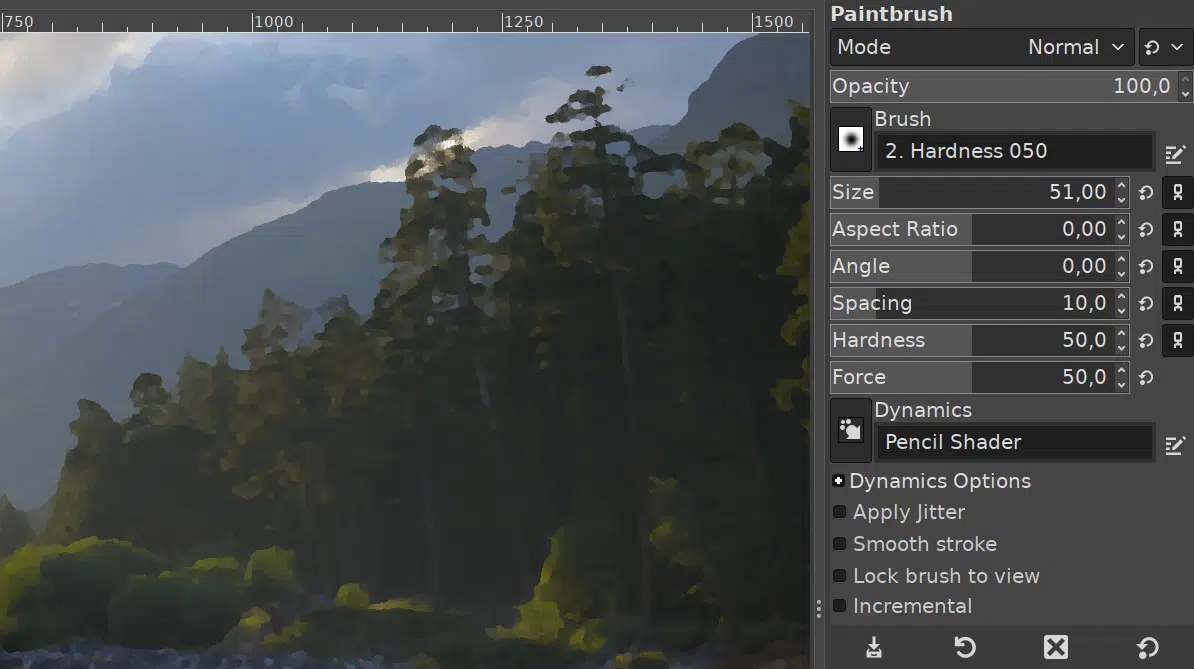 750 1000 1250 1500
Paintbrush
Mode Normal
Opacity 100,0
Brush
2. Hardness 050
Size 51,00
Aspect Ratio 0,00
Angle 0,00
Spacing 10,0
Hardness 50,0
Force 50,0
Dynamics
Pencil Shader
Dynamics Options
Apply Jitter
Smooth stroke
Lock brush to view
Incremental